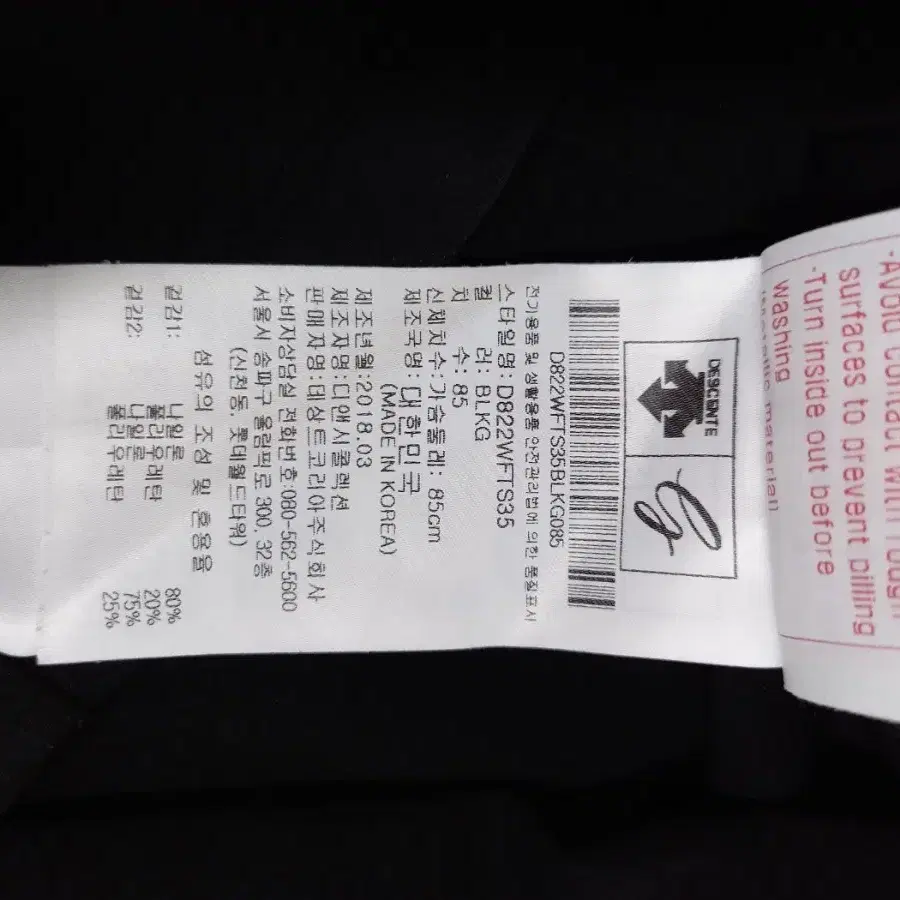 DESCENTE
D822WFTS35BLKG085
전기용품 및 생활용품 안전관리법에 의한 품질표시
스타일명: D822WFTS35
컬 러: BLKG
치 수: 85
신체치수:가슴둘레: 85cm
제조국명: 대한민국
(MADE IN KOREA)
제조년월:2018.03
제조자명:디앤시콜렉션
판매자명:데상트코리아주식회사
소비자상담실 전화번호:080-562-5600
서울시 송파구 올림픽로 300, 32층
(신천동, 롯데월드타워)
섬유의 조성 및 혼용율
겉감1: 나일론 80%
폴리우레탄 20%
겉감2: 나일론 75%
폴리우레탄 25%
·Avoid contact with
surfaces to prevent pilling
·Turn inside out before
washing